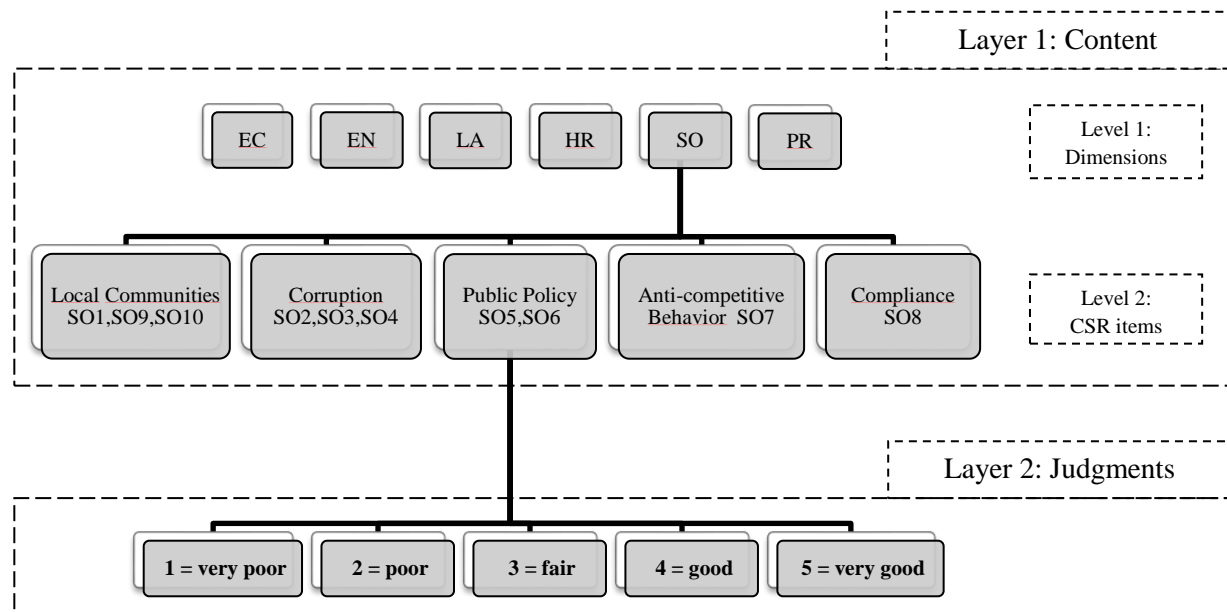 Layer 1: Content
EC
EN
LA
HR
SO
PR
Level 1:
Dimensions
Local Communities
SO1,SO9,SO10
Corruption
SO2,SO3,SO4
Public Policy
SO5,SO6
Anti-competitive
Behavior SO7
Compliance
SO8
Level 2:
CSR items
Layer 2: Judgments
1 = very poor
2 = poor
3 = fair
4 = good
5 = very good